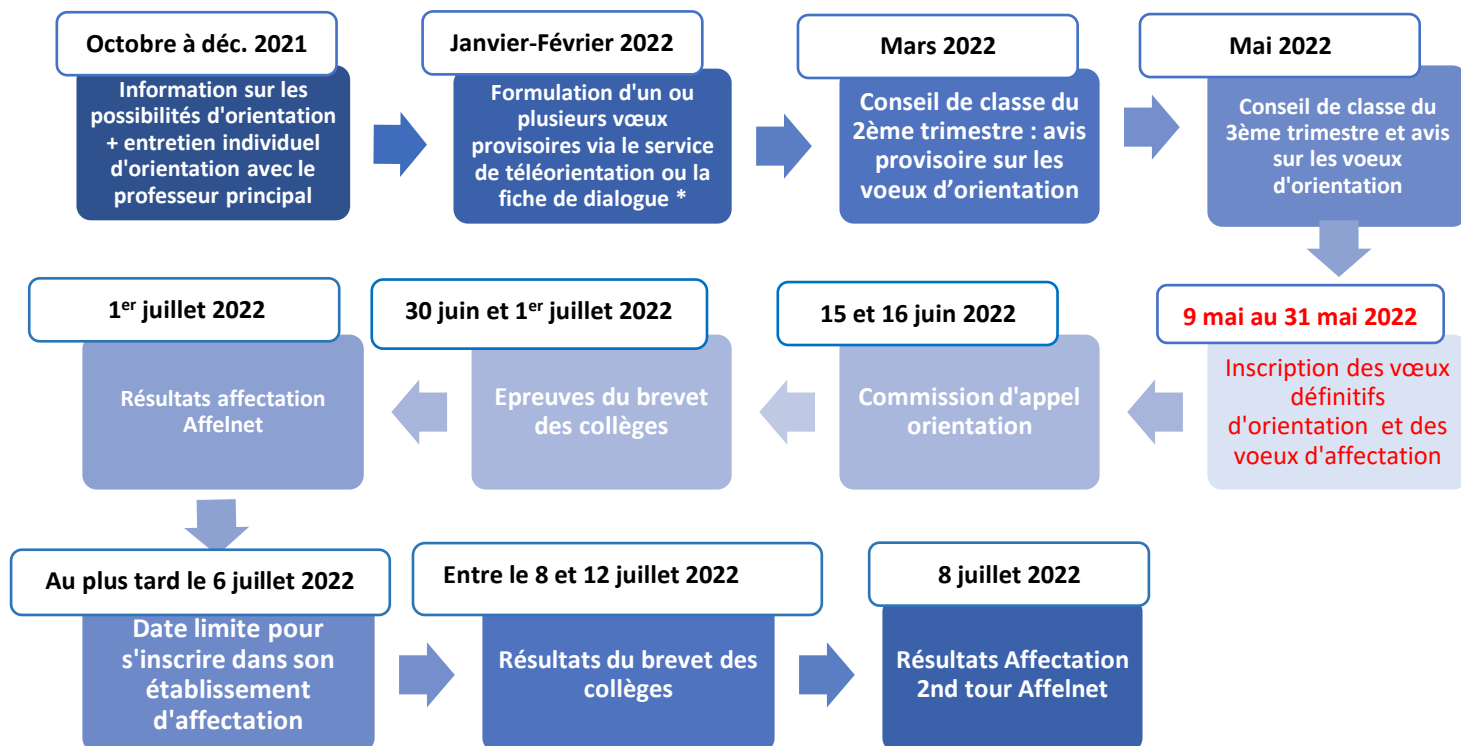 Octobre à déc. 2021
Information sur les
possibilités d'orientation
+ entretien individuel
d'orientation avec le
professeur principal
Janvier-Février 2022
Formulation d'un ou
plusieurs vœux
provisoires via le service
de téléorientation ou la
fiche de dialogue *
Mars 2022
Conseil de classe du
2ème trimestre : avis
provisoire sur les
voeux d’orientation
Mai 2022
Conseil de classe du
3ème trimestre et avis
sur les voeux
d'orientation
9 mai au 31 mai 2022
Inscription des vœux
définitifs
d'orientation et des
voeux d'affectation
15 et 16 juin 2022
Commission d'appel
orientation
30 juin et 1er juillet 2022
Epreuves du brevet
des collèges
1er juillet 2022
Résultats affectation
Affelnet
Au plus tard le 6 juillet 2022
Date limite pour
s'inscrire dans son
établissement
d'affectation
Entre le 8 et 12 juillet 2022
Résultats du brevet des
collèges
8 juillet 2022
Résultats Affectation
2nd tour Affelnet